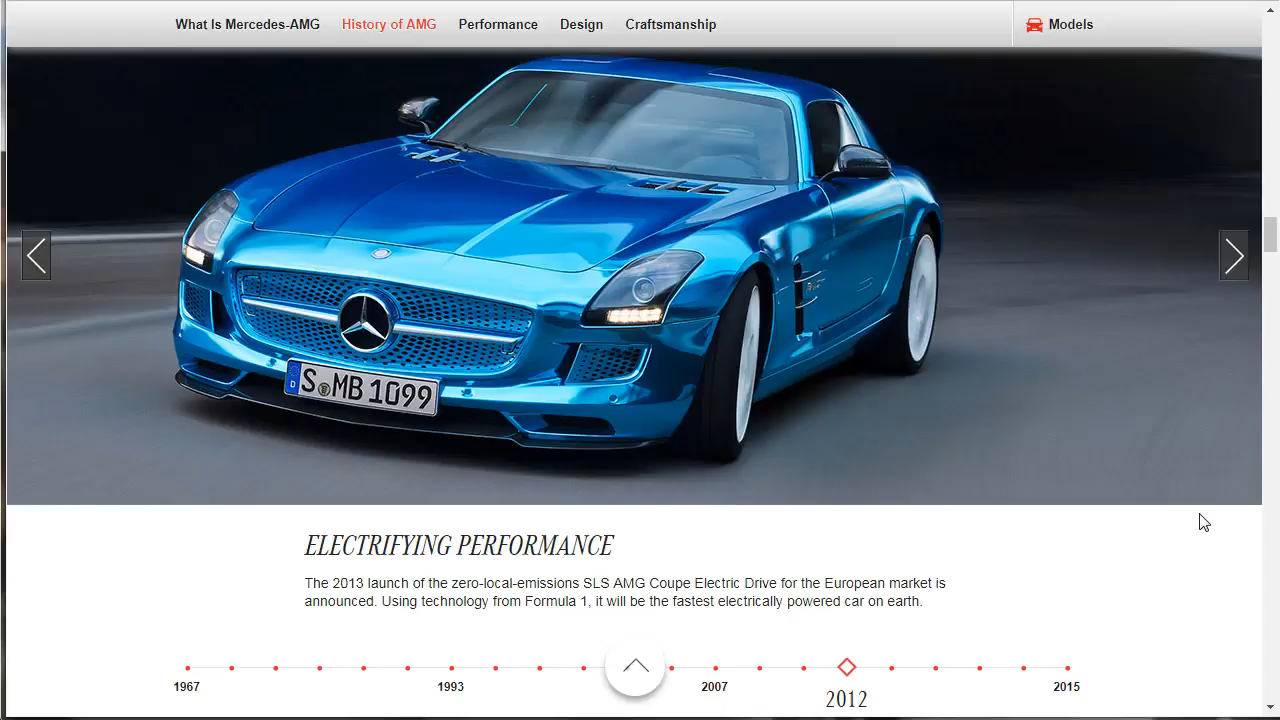 What Is Mercedes-AMG History of AMG Performance Design Craftsmanship Models
S MB 1099
ELECTRIFYING PERFORMANCE
The 2013 launch of the zero-local-emissions SLS AMG Coupe Electric Drive for the European market is
announced. Using technology from Formula 1, it will be the fastest electrically powered car on earth.
1967 1993 2007 2012 2015